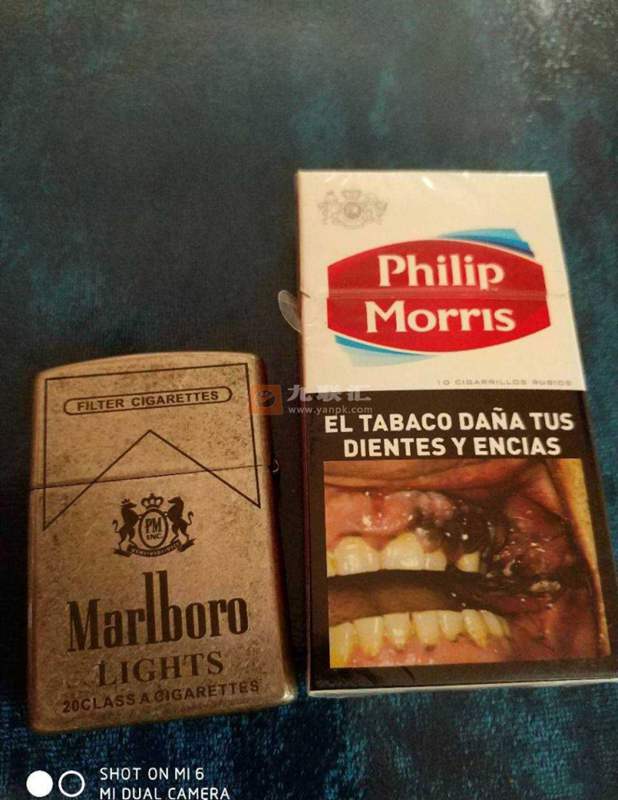 Philip
Morris
10 CIGARRILLOS RUBIOS
EL TABACO DAÑA TUS
DIENTES Y ENCIAS
FILTER CIGARETTES
PM
INC.
Marlboro
LIGHTS
20CLASS A CIGARETTES
九联汇
www.yanpk.com
SHOT ON MI 6
MI DUAL CAMERA